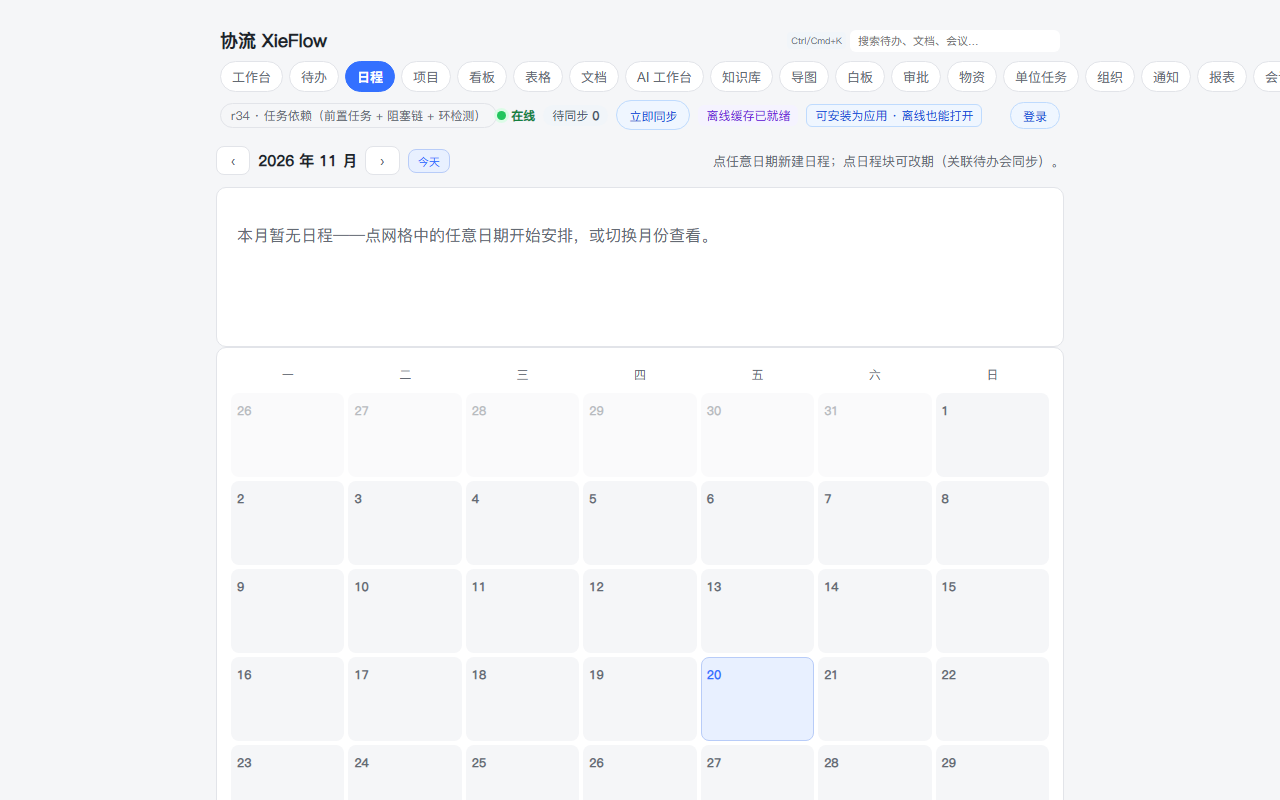 协流 XieFlow
Ctrl/Cmd+K 搜索待办、文档、会议…
工作台 待办 日程 项目 看板 表格 文档 AI 工作台 知识库 导图 白板 审批 物资 单位任务 组织 通知 报表
r34 · 任务依赖（前置任务 + 阻塞链 + 环检测） 在线 待同步 0 立即同步 离线缓存已就绪 可安装为应用 · 离线也能打开 登录
‹ 2026 年 11 月 › 今天 点任意日期新建日程；点日程块可改期（关联待办会同步）。
本月暂无日程——点网格中的任意日期开始安排，或切换月份查看。
一 二 三 四 五 六 日
26 27 28 29 30 31 1
2 3 4 5 6 7 8
9 10 11 12 13 14 15
16 17 18 19 20 21 22
23 24 25 26 27 28 29